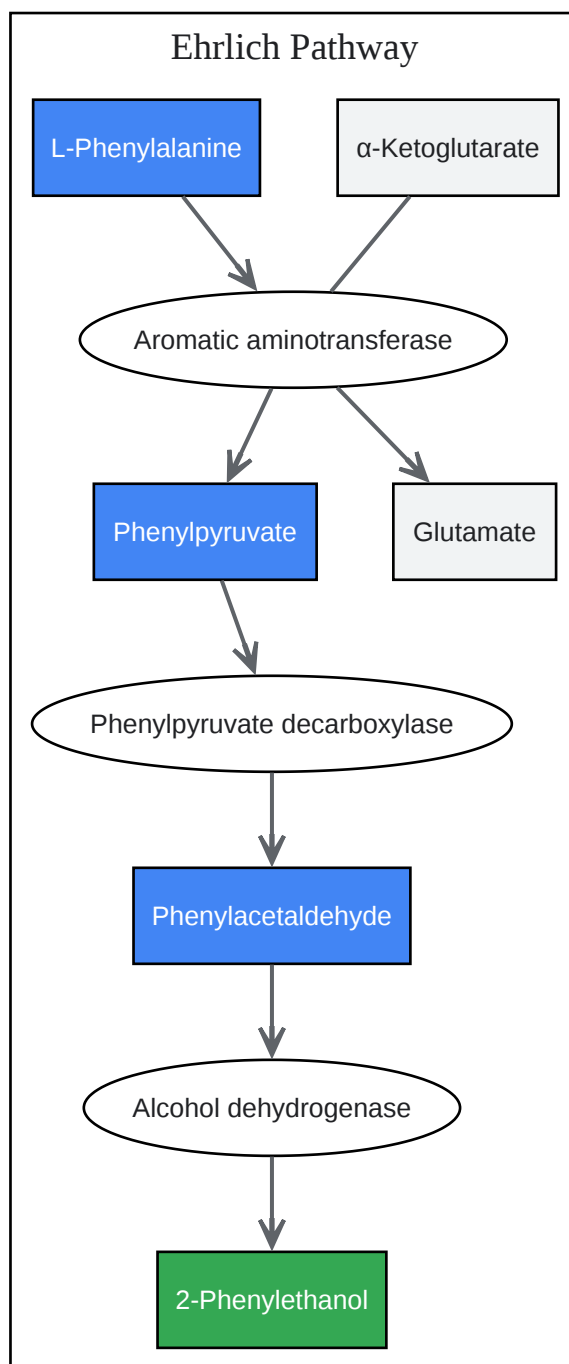 Ehrlich Pathway
L-Phenylalanine
α-Ketoglutarate
Aromatic aminotransferase
Phenylpyruvate
Glutamate
Phenylpyruvate decarboxylase
Phenylacetaldehyde
Alcohol dehydrogenase
2-Phenylethanol